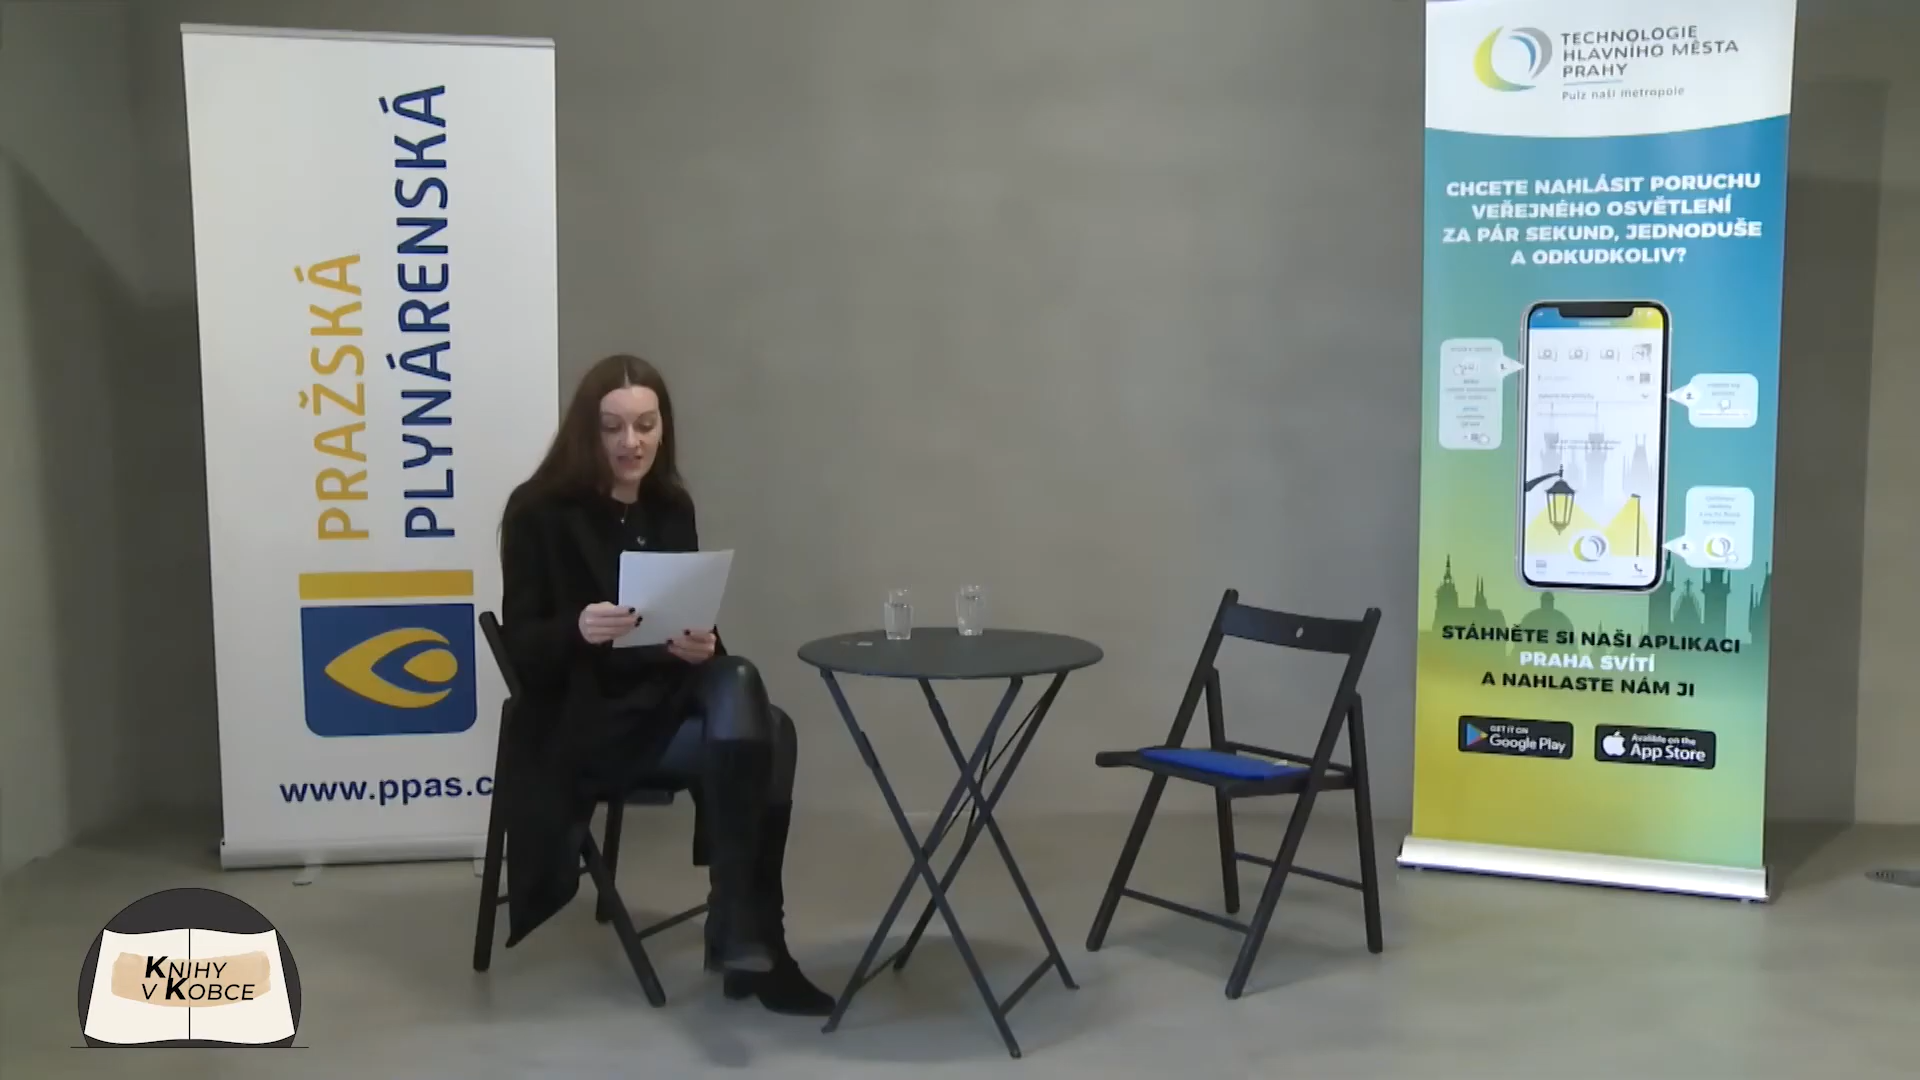 PRAŽSKÁ
PLYNÁRENSKÁ
www.ppas.c
TECHNOLOGIE
HLAVNÍHO MĚSTA
PRAHY
Pulz naší metropole
CHCETE NAHLÁSIT PORUCHU
VEŘEJNÉHO OSVĚTLENÍ
ZA PÁR SEKUND, JEDNODUŠE
A ODKUDKOLIV?
STÁHNĚTE SI NAŠI APLIKACI
PRAHA SVÍTÍ
A NAHLASTE NÁM JI
GET IT ON
Google Play
Available on the
App Store
KNIHY
V KOBCE